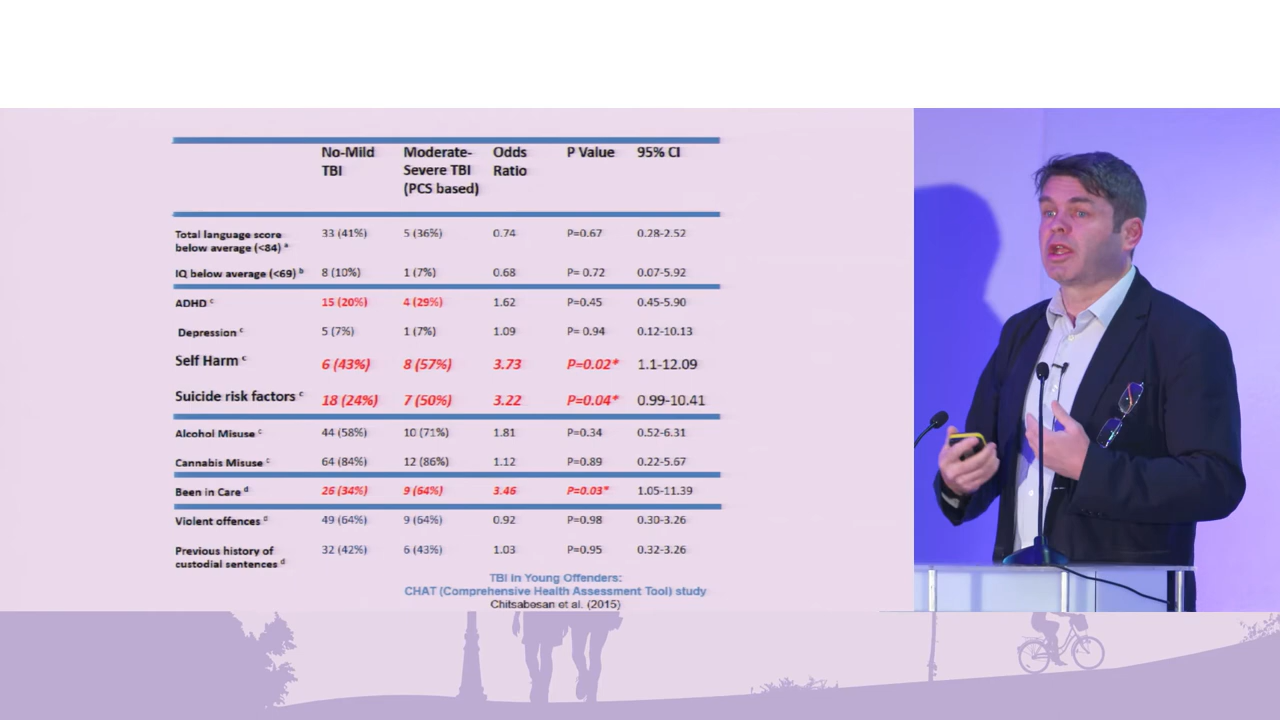 No-Mild TBI Moderate-Severe TBI (PCS based) Odds Ratio P Value 95% CI
Total language score below average (<84) a 33 (41%) 5 (36%) 0.74 P=0.67 0.28-2.52
IQ below average (<69) b 8 (10%) 1 (7%) 0.68 P= 0.72 0.07-5.92
ADHD c 15 (20%) 4 (29%) 1.62 P=0.45 0.45-5.90
Depression c 5 (7%) 1 (7%) 1.09 P= 0.94 0.12-10.13
Self Harm c 6 (43%) 8 (57%) 3.73 P=0.02* 1.1-12.09
Suicide risk factors c 18 (24%) 7 (50%) 3.22 P=0.04* 0.99-10.41
Alcohol Misuse c 44 (58%) 10 (71%) 1.81 P=0.34 0.52-6.31
Cannabis Misuse c 64 (84%) 12 (86%) 1.12 P=0.89 0.22-5.67
Been in Care d 26 (34%) 9 (64%) 3.46 P=0.03* 1.05-11.39
Violent offences d 49 (64%) 9 (64%) 0.92 P=0.98 0.30-3.26
Previous history of custodial sentences d 32 (42%) 6 (43%) 1.03 P=0.95 0.32-3.26
TBI in Young Offenders:
CHAT (Comprehensive Health Assessment Tool) study
Chitsabesan et al. (2015)